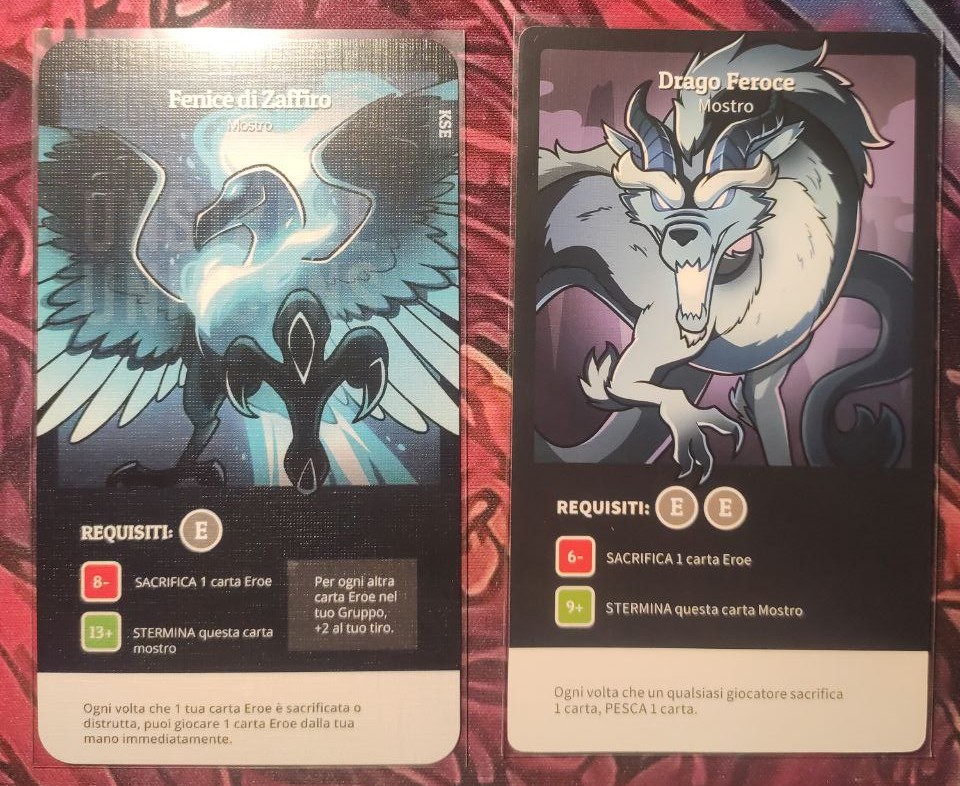 Fenice di Zaffiro
Mostro
KSE
REQUISITI: E
8- SACRIFICA 1 carta Eroe
13+ STERMINA questa carta
mostro
Per ogni altra
carta Eroe nel
tuo Gruppo,
+2 al tuo tiro.
Ogni volta che 1 tua carta Eroe è sacrificata o
distrutta, puoi giocare 1 carta Eroe dalla tua
mano immediatamente.
Drago Feroce
Mostro
REQUISITI: E E
6- SACRIFICA 1 carta Eroe
9+ STERMINA questa carta Mostro
Ogni volta che un qualsiasi giocatore sacrifica
1 carta, PESCA 1 carta.